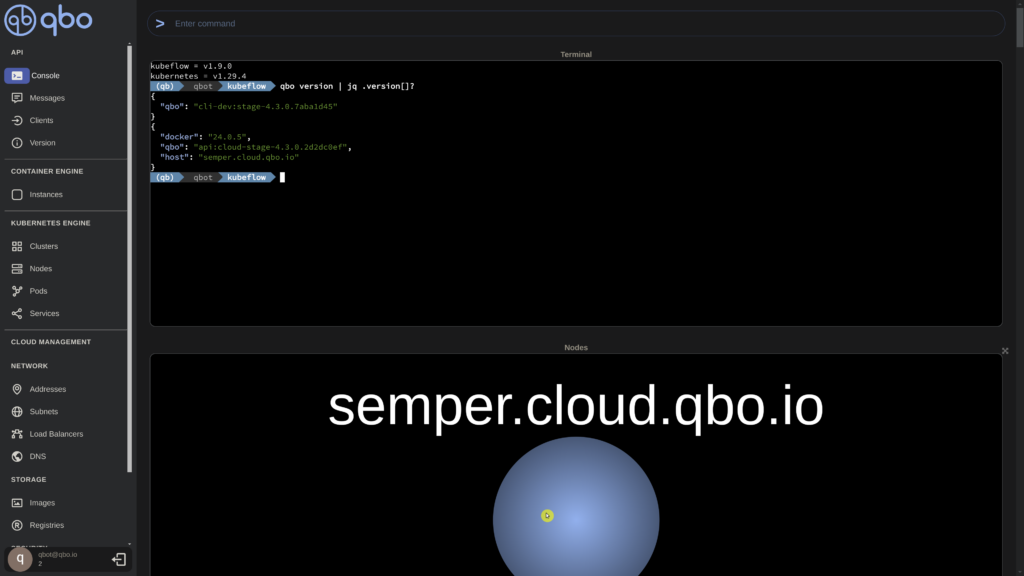 qbo
API
Console
Messages
Clients
Version
CONTAINER ENGINE
Instances
KUBERNETES ENGINE
Clusters
Nodes
Pods
Services
CLOUD MANAGEMENT
NETWORK
Addresses
Subnets
Load Balancers
DNS
STORAGE
Images
Registries
q
qbot@qbo.io
2
> Enter command
Terminal
kubeflow = v1.9.0
kubernetes = v1.29.4
(qb) qbot kubeflow qbo version | jq .version[]?
{
"qbo": "cli-dev:stage-4.3.0.7aba1d45"
}
{
"docker": "24.0.5",
"qbo": "api:cloud-stage-4.3.0.2d2dc0ef",
"host": "semper.cloud.qbo.io"
}
(qb) qbot kubeflow
Nodes
semper.cloud.qbo.io